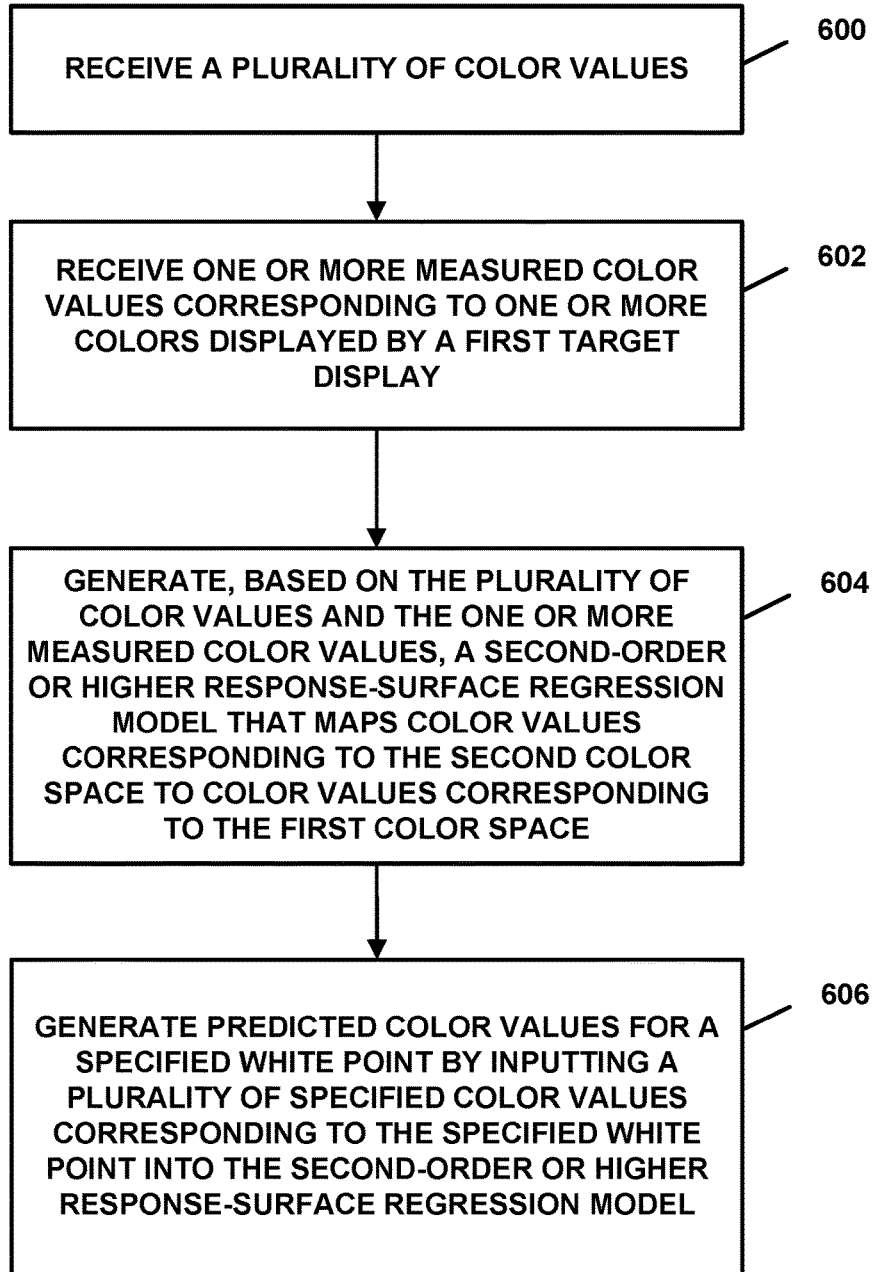 RECEIVE A PLURALITY OF COLOR VALUES
600
RECEIVE ONE OR MORE MEASURED COLOR
VALUES CORRESPONDING TO ONE OR MORE
COLORS DISPLAYED BY A FIRST TARGET
DISPLAY
602
GENERATE, BASED ON THE PLURALITY OF
COLOR VALUES AND THE ONE OR MORE
MEASURED COLOR VALUES, A SECOND-ORDER
OR HIGHER RESPONSE-SURFACE REGRESSION
MODEL THAT MAPS COLOR VALUES
CORRESPONDING TO THE SECOND COLOR
SPACE TO COLOR VALUES CORRESPONDING
TO THE FIRST COLOR SPACE
604
GENERATE PREDICTED COLOR VALUES FOR A
SPECIFIED WHITE POINT BY INPUTTING A
PLURALITY OF SPECIFIED COLOR VALUES
CORRESPONDING TO THE SPECIFIED WHITE
POINT INTO THE SECOND-ORDER OR HIGHER
RESPONSE-SURFACE REGRESSION MODEL
606